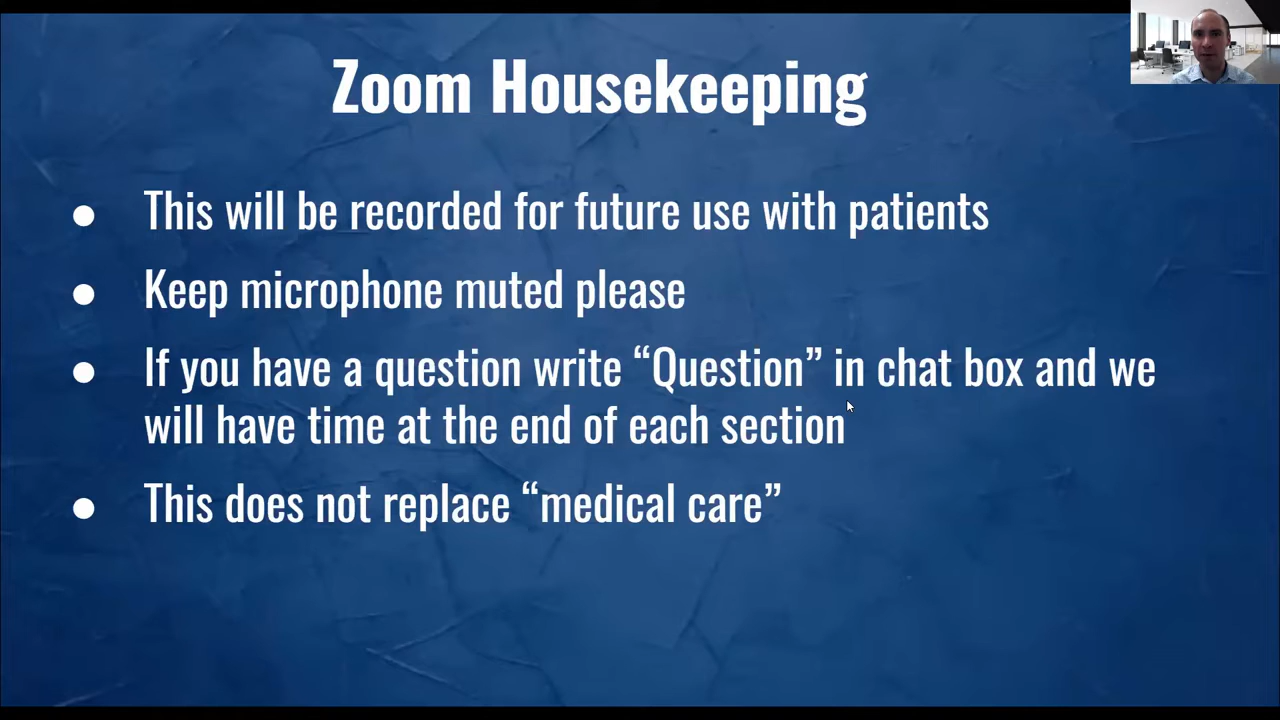 Zoom Housekeeping
● This will be recorded for future use with patients
● Keep microphone muted please
● If you have a question write “Question” in chat box and we
will have time at the end of each section
● This does not replace “medical care”